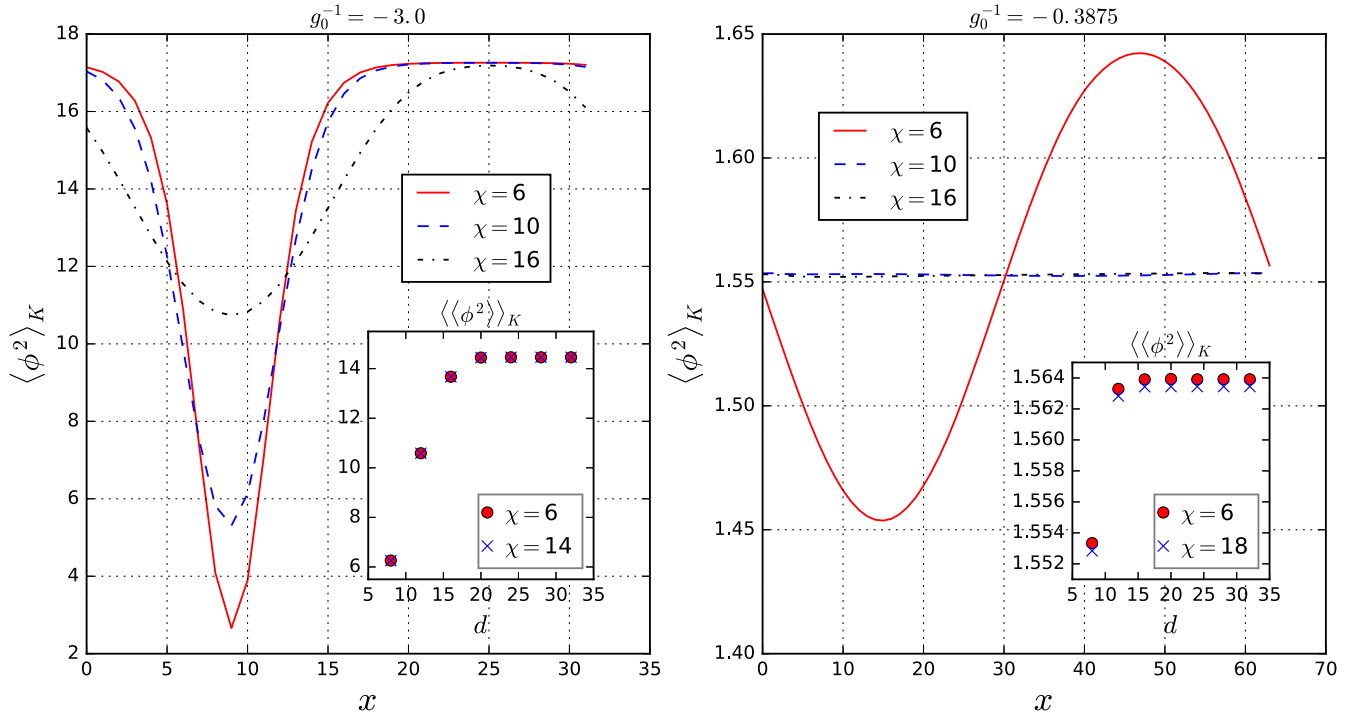 g₀⁻¹ = −3.0
18
16
14
12
10
8
6
4
2
0 5 10 15 20 25 30 35
x
⟨ϕ²⟩_K
χ = 6
χ = 10
χ = 16
⟨⟨ϕ²⟩⟩_K
14
12
10
8
6
5 10 15 20 25 30 35
d
χ = 6
χ = 14
g₀⁻¹ = −0.3875
1.65
1.60
1.55
1.50
1.45
1.40
0 10 20 30 40 50 60 70
x
⟨ϕ²⟩_K
χ = 6
χ = 10
χ = 16
⟨⟨ϕ²⟩⟩_K
1.564
1.562
1.560
1.558
1.556
1.554
1.552
5 10 15 20 25 30 35
d
χ = 6
χ = 18